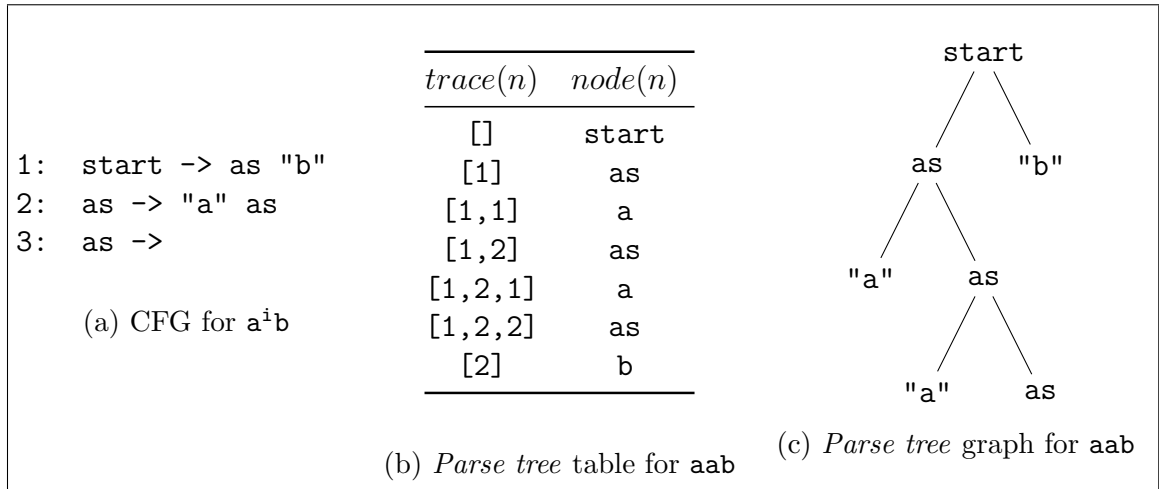 1: start -> as "b"
2: as -> "a" as
3: as ->
(a) CFG for aⁱb
trace(n) node(n)
[] start
[1] as
[1,1] a
[1,2] as
[1,2,1] a
[1,2,2] as
[2] b
(b) Parse tree table for aab
start
as "b"
"a" as
"a" as
(c) Parse tree graph for aab